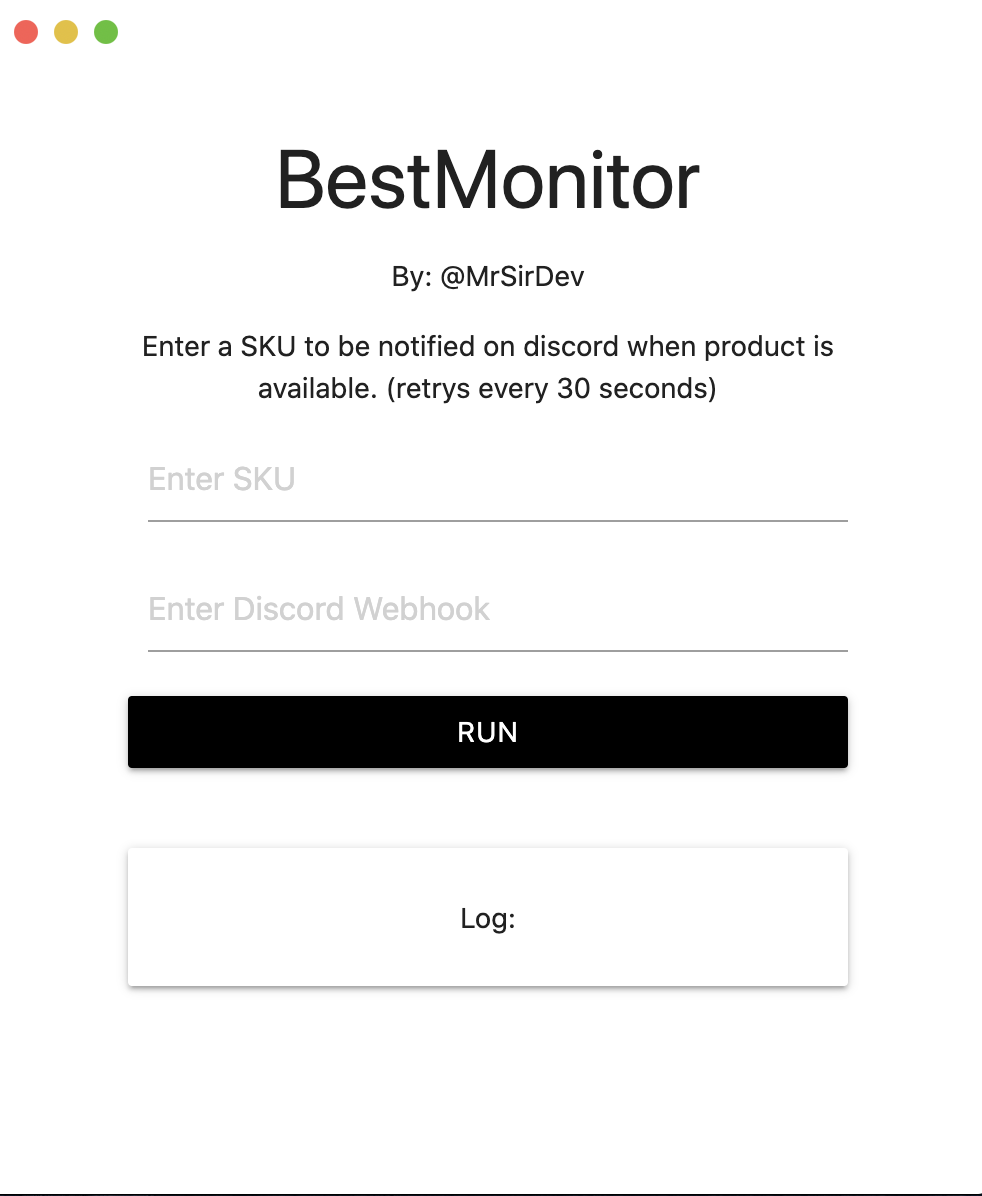 BestMonitor
By: @MrSirDev
Enter a SKU to be notified on discord when product is
available. (retrys every 30 seconds)
Enter SKU
Enter Discord Webhook
RUN
Log: